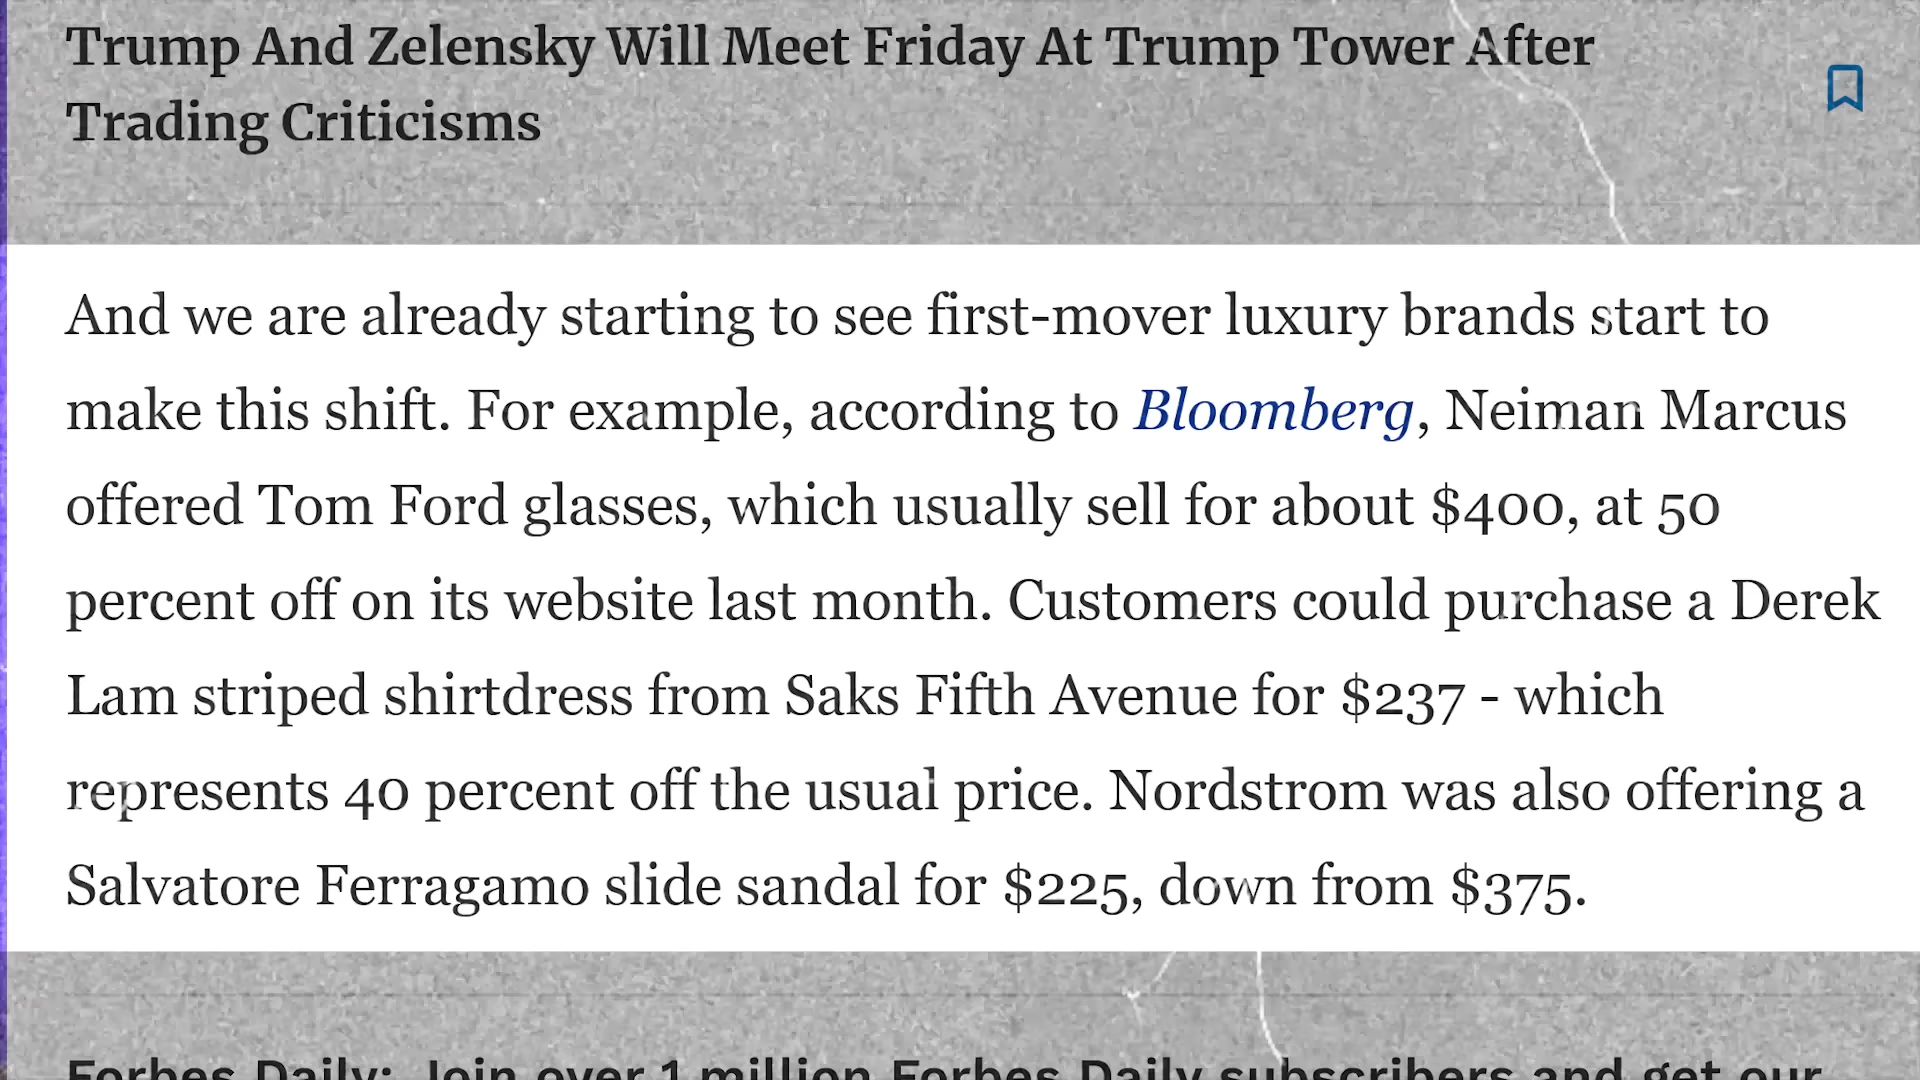 Trump And Zelensky Will Meet Friday At Trump Tower After
Trading Criticisms
And we are already starting to see first-mover luxury brands start to
make this shift. For example, according to Bloomberg, Neiman Marcus
offered Tom Ford glasses, which usually sell for about $400, at 50
percent off on its website last month. Customers could purchase a Derek
Lam striped shirtdress from Saks Fifth Avenue for $237 - which
represents 40 percent off the usual price. Nordstrom was also offering a
Salvatore Ferragamo slide sandal for $225, down from $375.
Forbes Daily: Join over 1 million Forbes Daily subscribers and get our